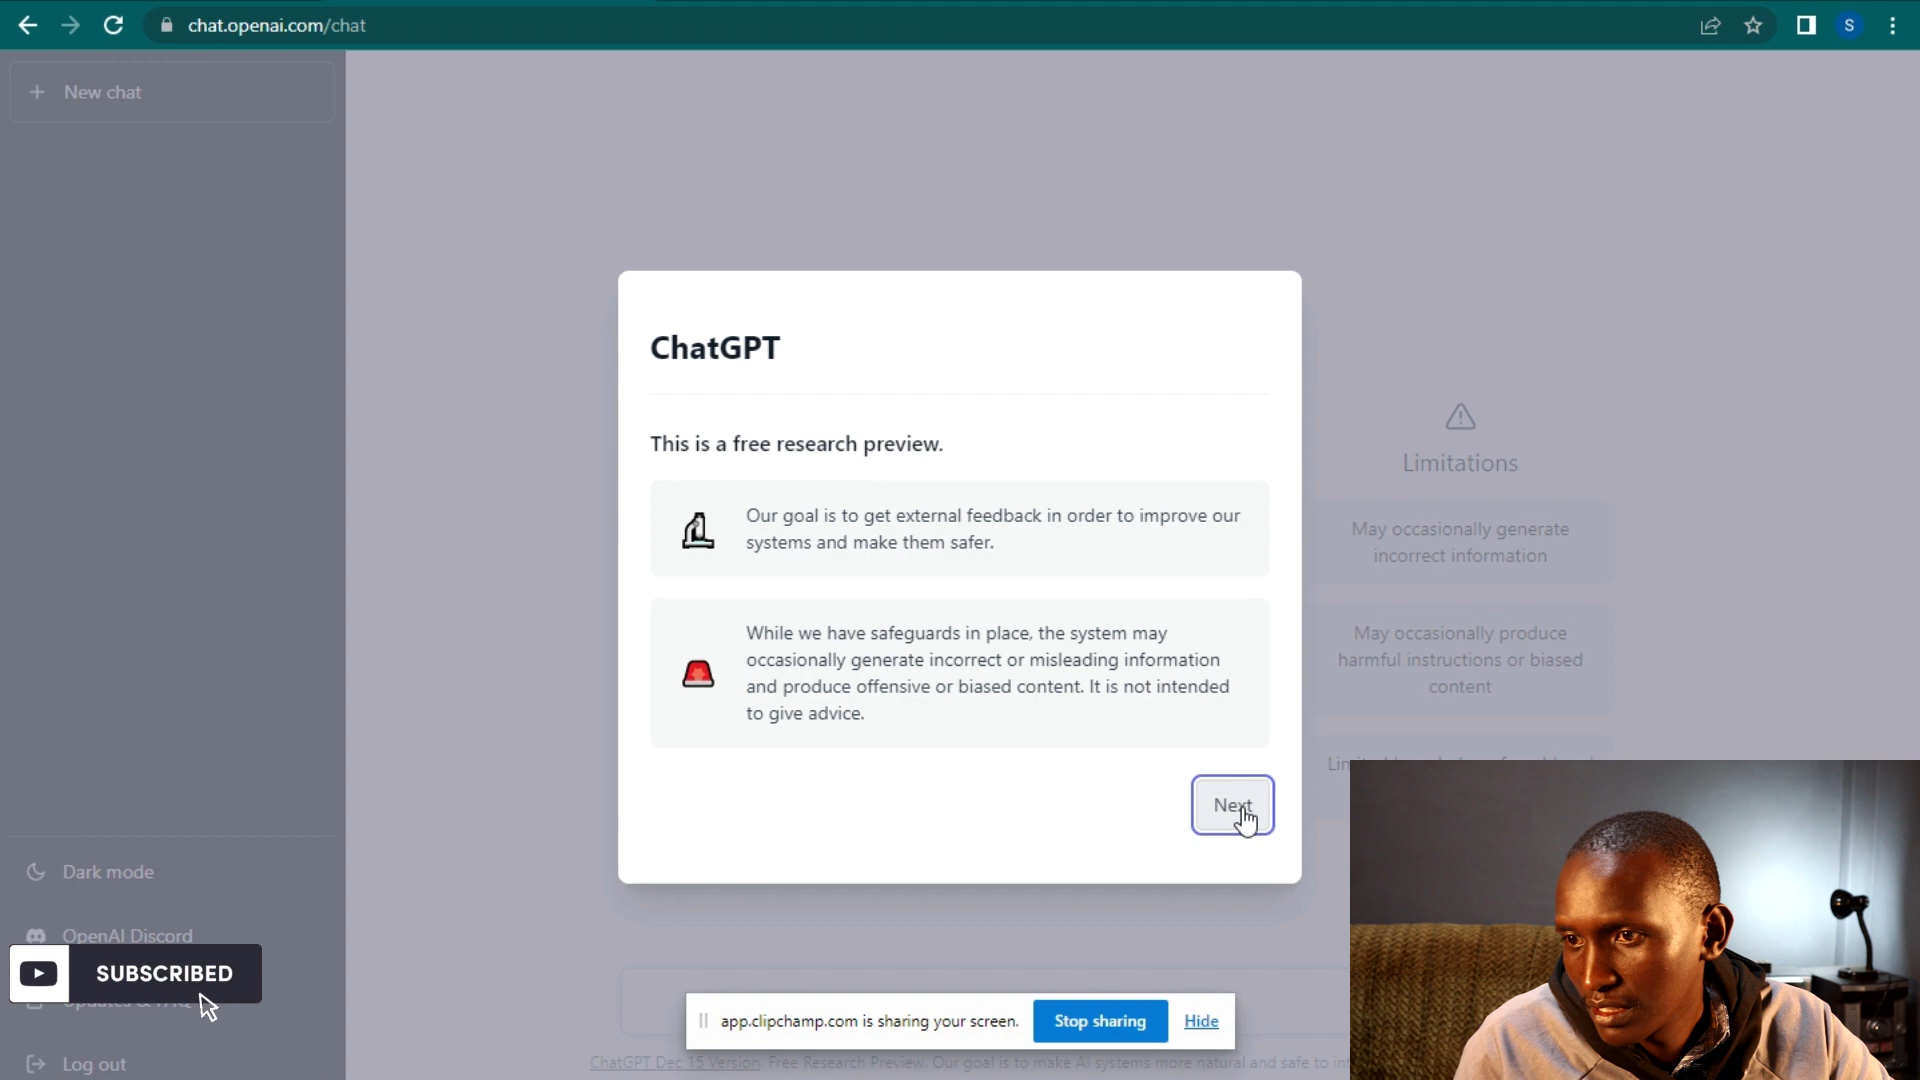 chat.openai.com/chat
S
New chat
ChatGPT
This is a free research preview.
Our goal is to get external feedback in order to improve our
systems and make them safer.
While we have safeguards in place, the system may
occasionally generate incorrect or misleading information
and produce offensive or biased content. It is not intended
to give advice.
Next
Limitations
May occasionally generate
incorrect information
May occasionally produce
harmful instructions or biased
content
Dark mode
OpenAI Discord
SUBSCRIBED
Updates & FAQ
Log out
app.clipchamp.com is sharing your screen.
Stop sharing
Hide
ChatGPT Dec 15 Version. Free Research Preview. Our goal is to make AI systems more natural and safe to